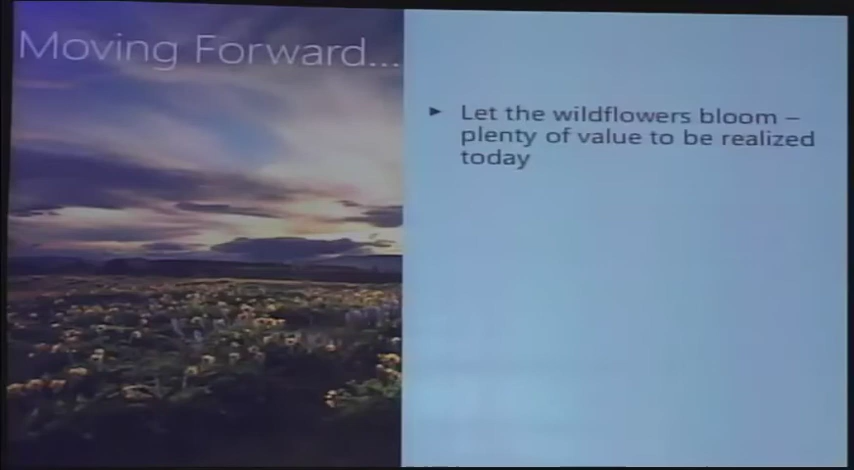 Moving Forward...
► Let the wildflowers bloom –
plenty of value to be realized
today